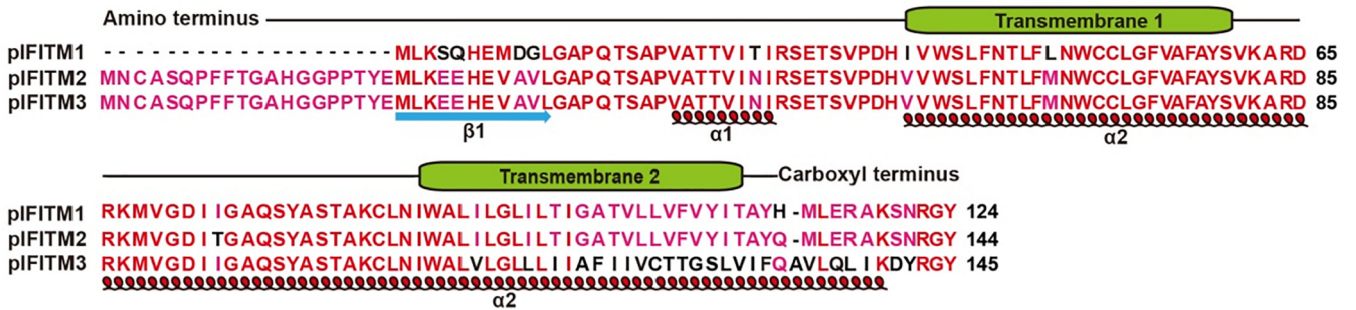 Amino terminus Transmembrane 1
pIFITM1 - - - - - - - - - - - - - - - - - - - - MLKSQHEMDGLGAPQTSAPVATTVITIRSETSVPDHIVWSLFNTLFLNWCCLGFVAFAYSVKARD 65
pIFITM2 MNCASQPFFTGAHGGPPTYEMLKEEHEVAVLGAPQTSAPVATTVINIRSETSVPDHVVWSLFNTLFMNWCCLGFVAFAYSVKARD 85
pIFITM3 MNCASQPFFTGAHGGPPTYEMLKEEHEVAVLGAPQTSAPVATTVINIRSETSVPDHVVWSLFNTLFMNWCCLGFVAFAYSVKARD 85
β1 α1 α2
Transmembrane 2 Carboxyl terminus
pIFITM1 RKMVGDIIGAQSYASTAKCLNIWALILGLILTIGATVLLVFVYITAYH-MLERAKSNRGY 124
pIFITM2 RKMVGDITGAQSYASTAKCLNIWALILGLILTIGATVLLVFVYITAYQ-MLERAKSNRGY 144
pIFITM3 RKMVGDIIGAQSYASTAKCLNIWALVLGLLLIIAFIIVCTTGSLVIFQAVLQLIKDYRGY 145
α2